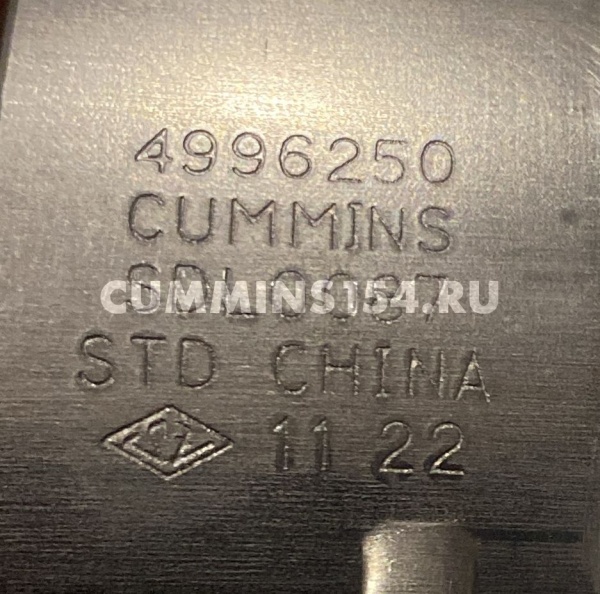 4996250
CUMMINS
CUMMINS154.RU
STD CHINA
11 22